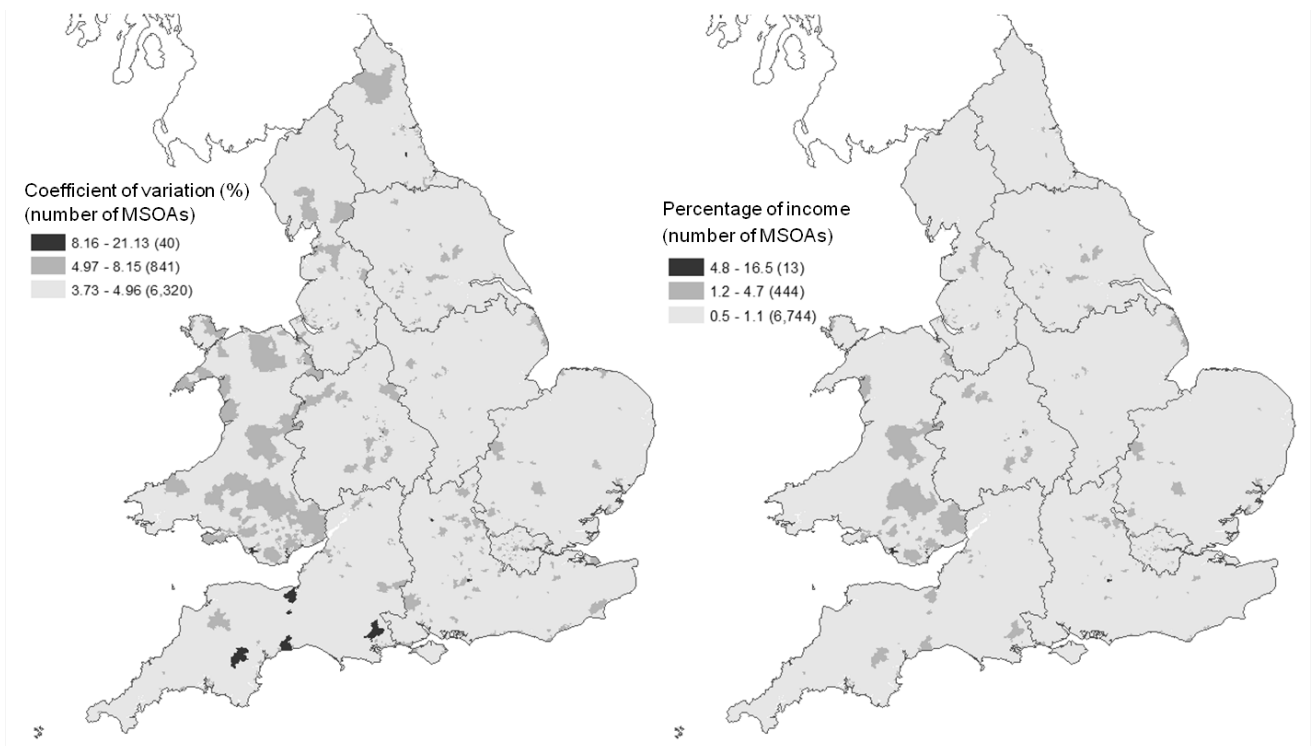 Coefficient of variation (%)
(number of MSOAs)
8.16 - 21.13 (40)
4.97 - 8.15 (841)
3.73 - 4.96 (6,320)
Percentage of income
(number of MSOAs)
4.8 - 16.5 (13)
1.2 - 4.7 (444)
0.5 - 1.1 (6,744)